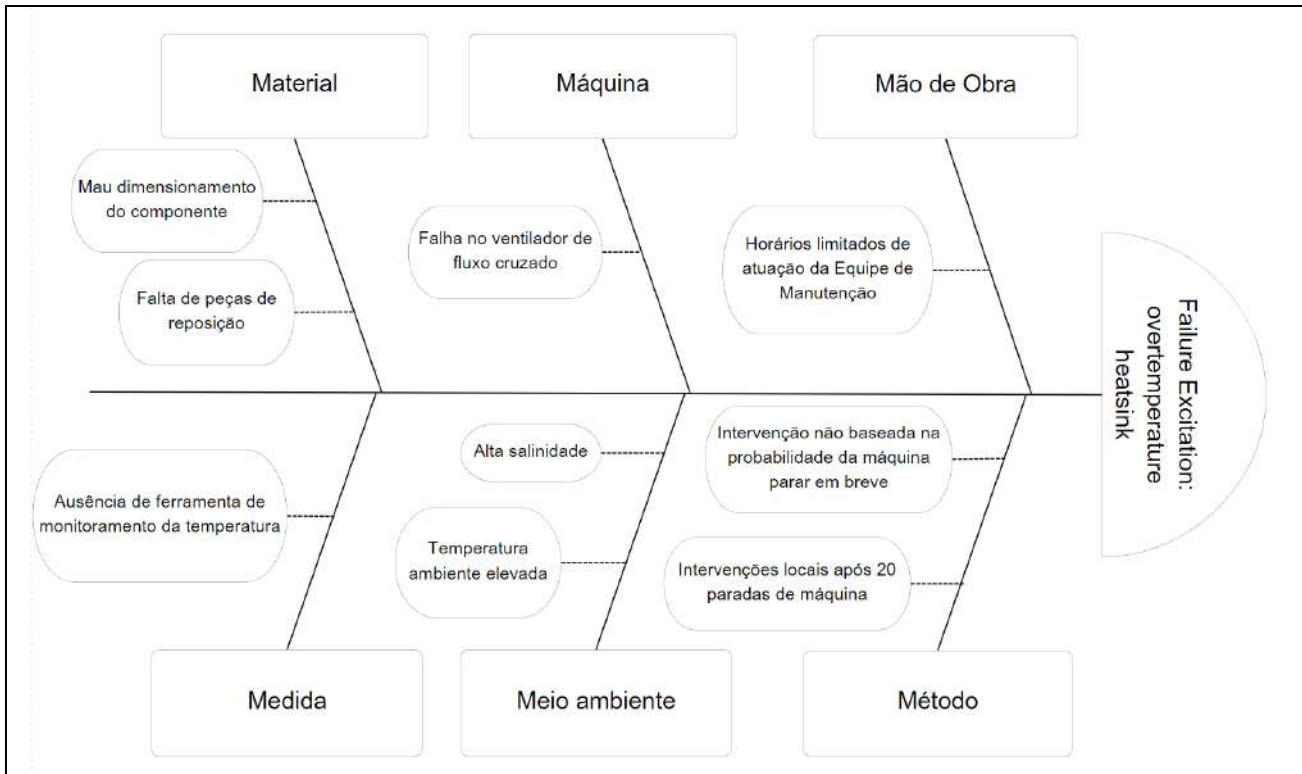 Material
Máquina
Mão de Obra
Mau dimensionamento
do componente
Falta de peças de
reposição
Falha no ventilador de
fluxo cruzado
Horários limitados de
atuação da Equipe de
Manutenção
Failure Excitation:
overtemperature
heatsink
Ausência de ferramenta de
monitoramento da temperatura
Alta salinidade
Temperatura
ambiente elevada
Intervenção não baseada na
probabilidade da máquina
parar em breve
Intervenções locais após 20
paradas de máquina
Medida
Meio ambiente
Método